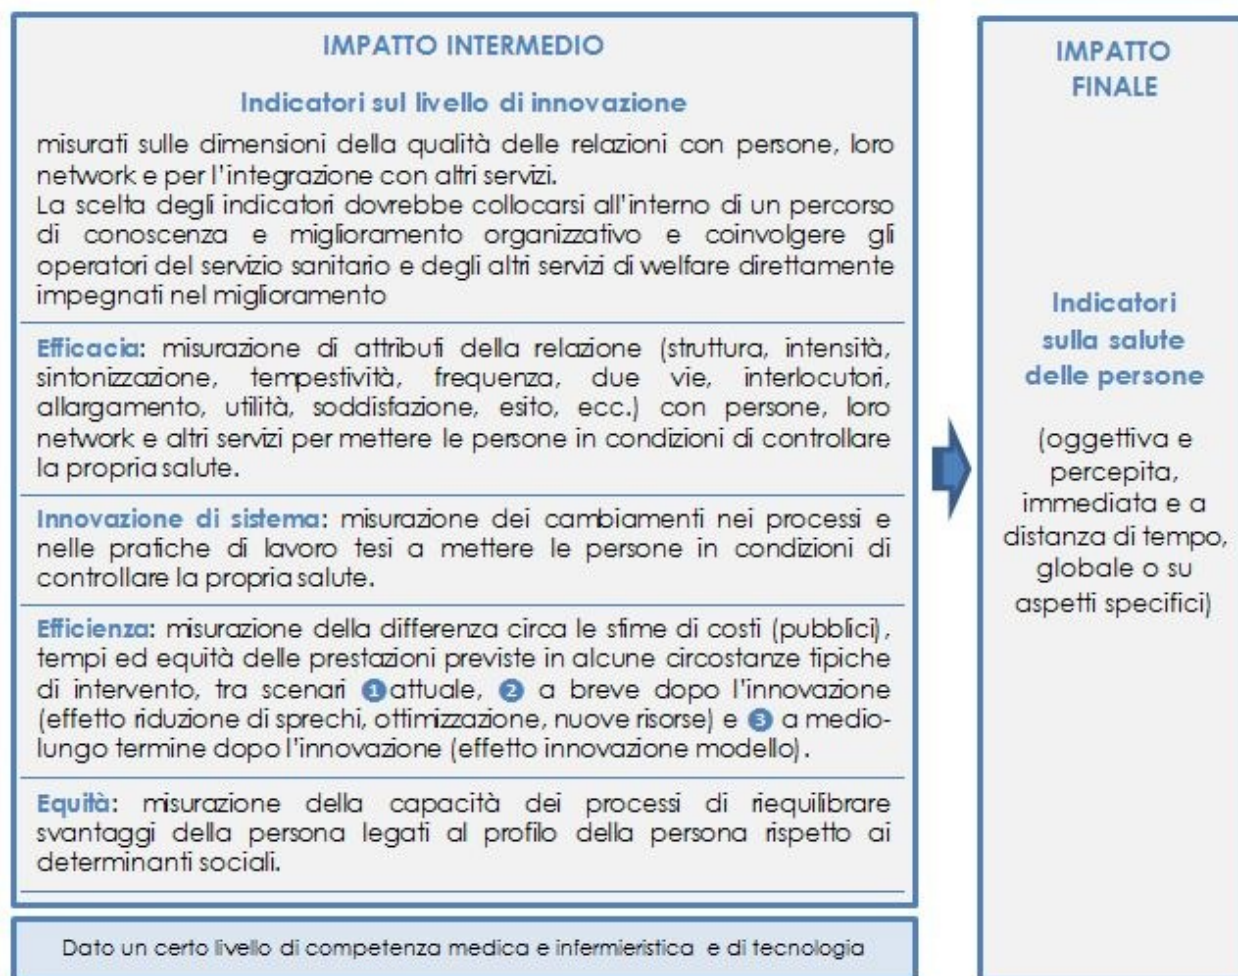 IMPATTO INTERMEDIO
Indicatori sul livello di innovazione
misurati sulle dimensioni della qualità delle relazioni con persone, loro
network e per l'integrazione con altri servizi.
La scelta degli indicatori dovrebbe collocarsi all'interno di un percorso
di conoscenza e miglioramento organizzativo e coinvolgere gli
operatori del servizio sanitario e degli altri servizi di welfare direttamente
impegnati nel miglioramento
Efficacia: misurazione di attributi della relazione (struttura, intensità,
sintonizzazione, tempestività, frequenza, due vie, interlocutori,
allargamento, utilità, soddisfazione, esito, ecc.) con persone, loro
network e altri servizi per mettere le persone in condizioni di controllare
la propria salute.
Innovazione di sistema: misurazione dei cambiamenti nei processi e
nelle pratiche di lavoro tesi a mettere le persone in condizioni di
controllare la propria salute.
Efficienza: misurazione della differenza circa le stime di costi (pubblici),
tempi ed equità delle prestazioni previste in alcune circostanze tipiche
di intervento, tra scenari ❶attuale, ❷ a breve dopo l'innovazione
(effetto riduzione di sprechi, ottimizzazione, nuove risorse) e ❸ a medio-
lungo termine dopo l'innovazione (effetto innovazione modello).
Equità: misurazione della capacità dei processi di riequilibrare
svantaggi della persona legati al profilo della persona rispetto ai
determinanti sociali.
Dato un certo livello di competenza medica e infermieristica e di tecnologia
IMPATTO
FINALE
Indicatori
sulla salute
delle persone
(oggettiva e
percepita,
immediata e a
distanza di tempo,
globale o su
aspetti specifici)